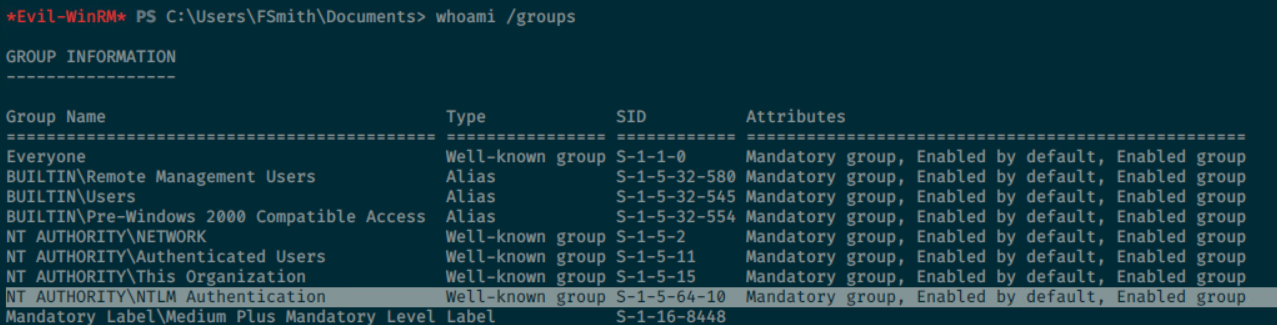 *Evil-WinRM* PS C:\Users\FSmith\Documents> whoami /groups
GROUP INFORMATION
-----------------
Group Name                                  Type             SID          Attributes
=========================================== ================ ============ ==================================================
Everyone                                    Well-known group S-1-1-0      Mandatory group, Enabled by default, Enabled group
BUILTIN\Remote Management Users             Alias            S-1-5-32-580 Mandatory group, Enabled by default, Enabled group
BUILTIN\Users                               Alias            S-1-5-32-545 Mandatory group, Enabled by default, Enabled group
BUILTIN\Pre-Windows 2000 Compatible Access  Alias            S-1-5-32-554 Mandatory group, Enabled by default, Enabled group
NT AUTHORITY\NETWORK                        Well-known group S-1-5-2      Mandatory group, Enabled by default, Enabled group
NT AUTHORITY\Authenticated Users            Well-known group S-1-5-11     Mandatory group, Enabled by default, Enabled group
NT AUTHORITY\This Organization              Well-known group S-1-5-15     Mandatory group, Enabled by default, Enabled group
NT AUTHORITY\NTLM Authentication            Well-known group S-1-5-64-10  Mandatory group, Enabled by default, Enabled group
Mandatory Label\Medium Plus Mandatory Level Label            S-1-16-8448